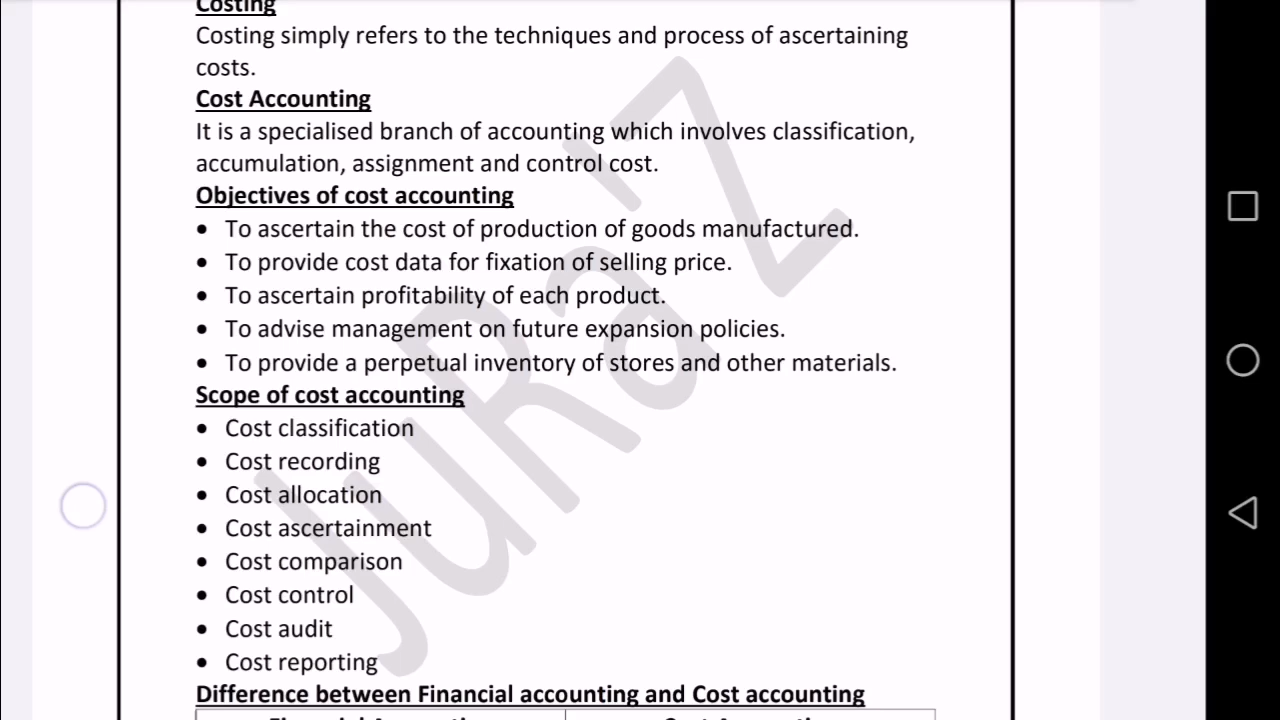 Costing
Costing simply refers to the techniques and process of ascertaining
costs.
Cost Accounting
It is a specialised branch of accounting which involves classification,
accumulation, assignment and control cost.
Objectives of cost accounting
• To ascertain the cost of production of goods manufactured.
• To provide cost data for fixation of selling price.
• To ascertain profitability of each product.
• To advise management on future expansion policies.
• To provide a perpetual inventory of stores and other materials.
Scope of cost accounting
• Cost classification
• Cost recording
• Cost allocation
• Cost ascertainment
• Cost comparison
• Cost control
• Cost audit
• Cost reporting
Difference between Financial accounting and Cost accounting
JuRa'Z